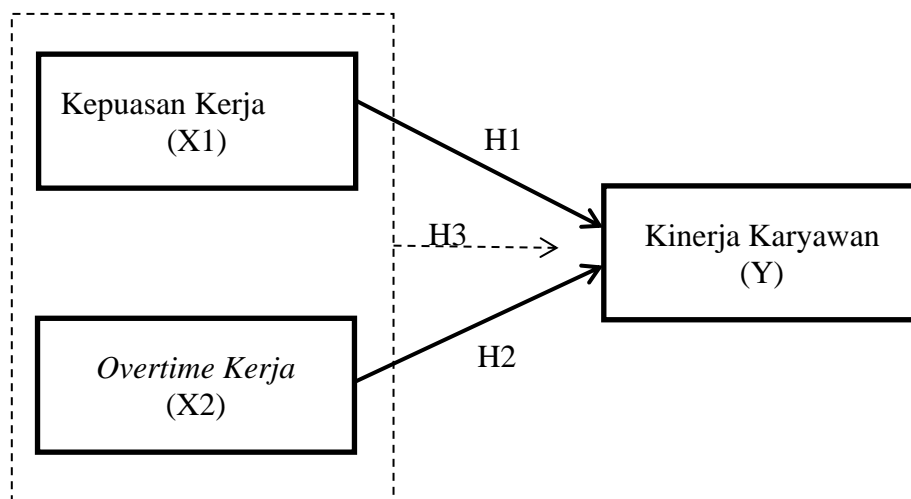 Kepuasan Kerja
(X1)
H1
H3
Kinerja Karyawan
(Y)
Overtime Kerja
(X2)
H2